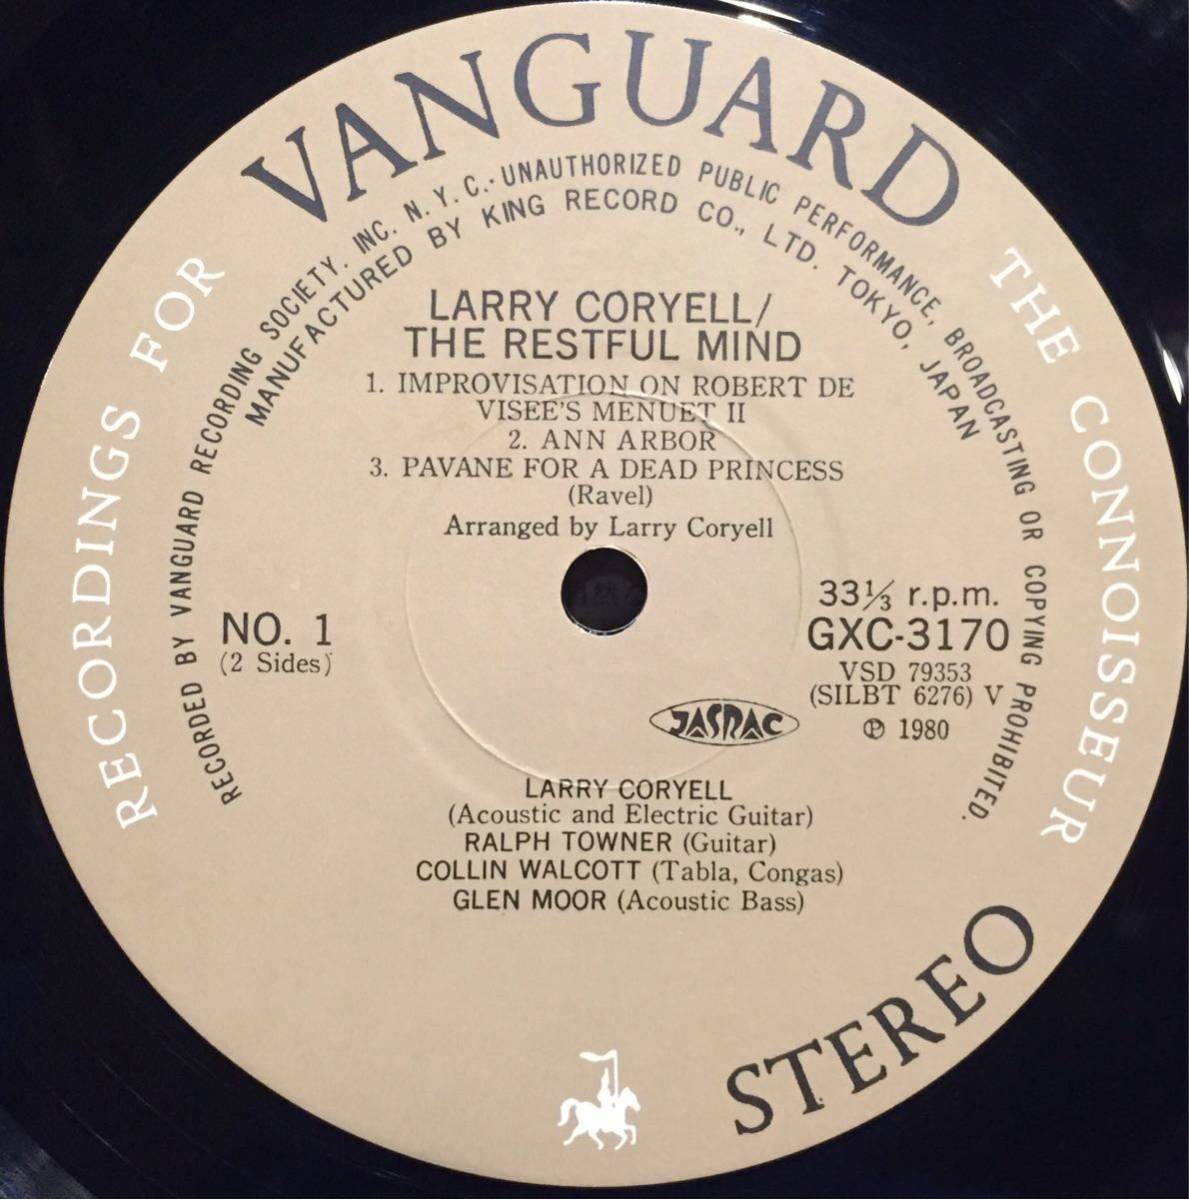 VANGUARD
RECORDINGS FOR THE CONNOISSEUR
RECORDED BY VANGUARD RECORDING SOCIETY. INC. N. Y. C.·UNAUTHORIZED PUBLIC PERFORMANCE, BROADCASTING OR COPYING PROHIBITED.
MANUFACTURED BY KING RECORD CO., LTD. TOKYO, JAPAN
LARRY CORYELL/
THE RESTFUL MIND
1. IMPROVISATION ON ROBERT DE
VISEE'S MENUET II
2. ANN ARBOR
3. PAVANE FOR A DEAD PRINCESS
(Ravel)
Arranged by Larry Coryell
NO. 1
(2 Sides)
33⅓ r.p.m.
GXC-3170
VSD 79353
(SILBT 6276) V
℗ 1980
JASRAC
LARRY CORYELL
(Acoustic and Electric Guitar)
RALPH TOWNER (Guitar)
COLLIN WALCOTT (Tabla, Congas)
GLEN MOOR (Acoustic Bass)
STEREO